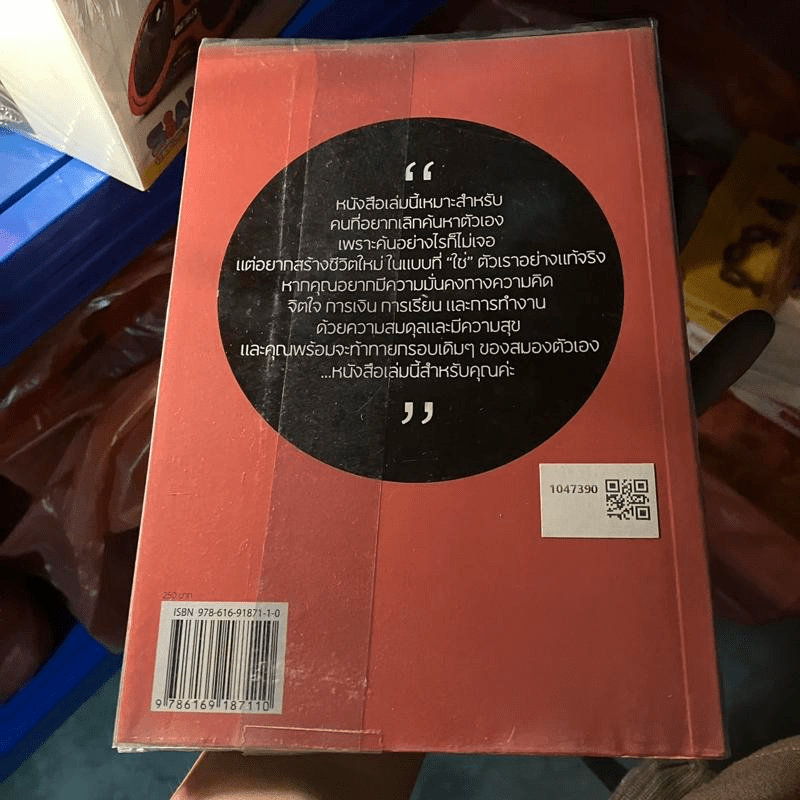 “
หนังสือเล่มนี้เหมาะสำหรับ
คนที่อยากเลิกค้นหาตัวเอง
เพราะค้นอย่างไรก็ไม่เจอ
แต่อยากสร้างชีวิตใหม่ ในแบบที่ “ใช่” ตัวเราอย่างแท้จริง
หากคุณอยากมีความมั่นคงทางความคิด
จิตใจ การเงิน การเรียน และการทำงาน
ด้วยความสมดุลและมีความสุข
และคุณพร้อมจะท้าทายกรอบเดิมๆ ของสมองตัวเอง
...หนังสือเล่มนี้สำหรับคุณค่ะ
”
1047390
250 บาท
ISBN 978-616-91871-1-0
9 786169 187110